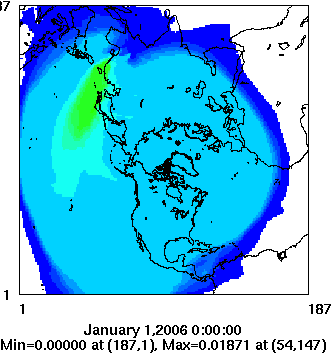 87
1
1 187
January 1,2006 0:00:00
Min=0.00000 at (187,1), Max=0.01871 at (54,147)